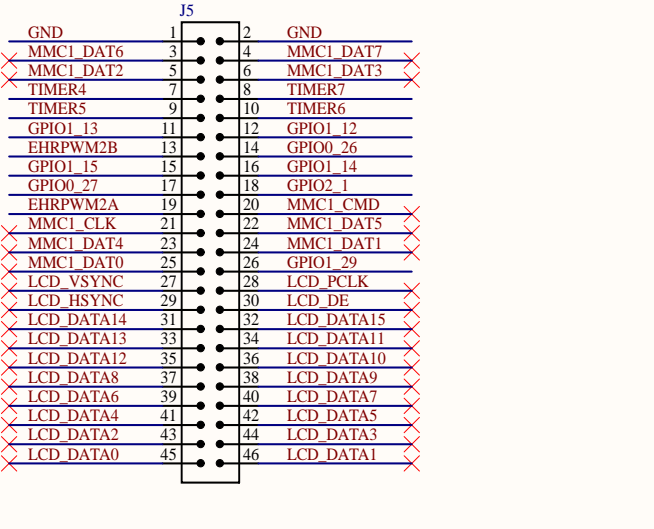 J5
GND 1 2 GND
MMC1_DAT6 3 4 MMC1_DAT7
MMC1_DAT2 5 6 MMC1_DAT3
TIMER4 7 8 TIMER7
TIMER5 9 10 TIMER6
GPIO1_13 11 12 GPIO1_12
EHRPWM2B 13 14 GPIO0_26
GPIO1_15 15 16 GPIO1_14
GPIO0_27 17 18 GPIO2_1
EHRPWM2A 19 20 MMC1_CMD
MMC1_CLK 21 22 MMC1_DAT5
MMC1_DAT4 23 24 MMC1_DAT1
MMC1_DAT0 25 26 GPIO1_29
LCD_VSYNC 27 28 LCD_PCLK
LCD_HSYNC 29 30 LCD_DE
LCD_DATA14 31 32 LCD_DATA15
LCD_DATA13 33 34 LCD_DATA11
LCD_DATA12 35 36 LCD_DATA10
LCD_DATA8 37 38 LCD_DATA9
LCD_DATA6 39 40 LCD_DATA7
LCD_DATA4 41 42 LCD_DATA5
LCD_DATA2 43 44 LCD_DATA3
LCD_DATA0 45 46 LCD_DATA1